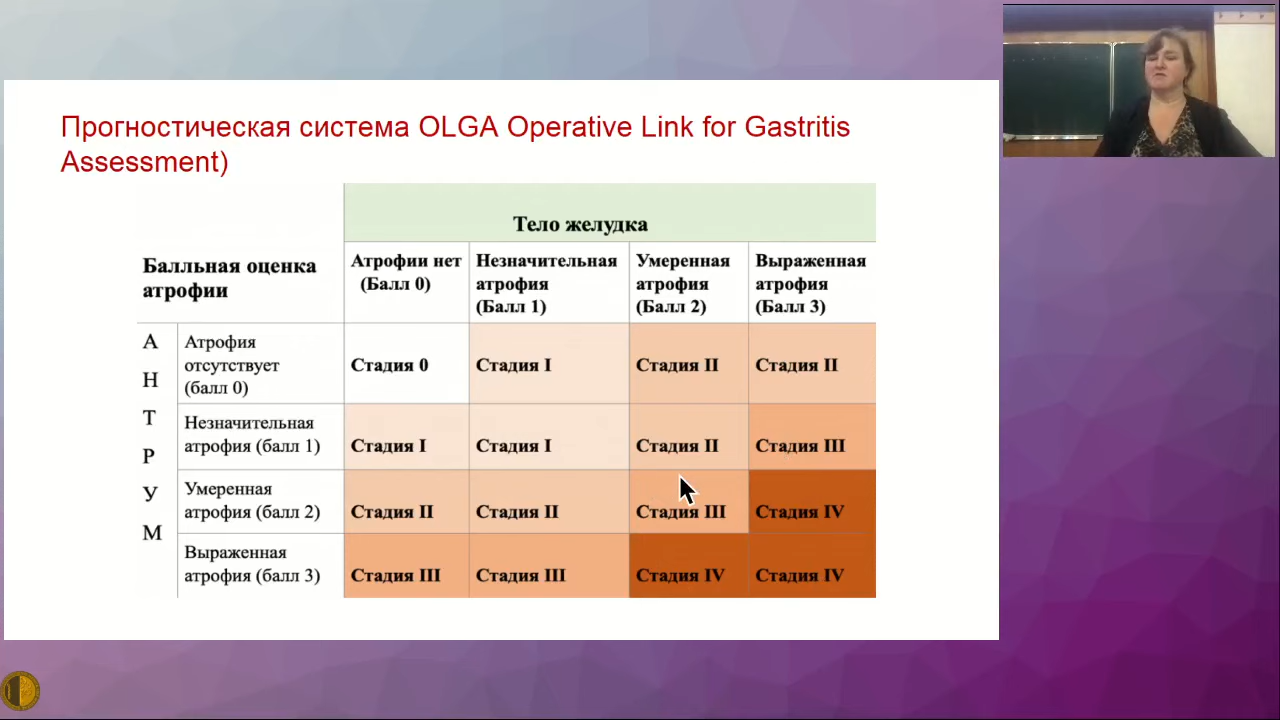 Прогностическая система OLGA Operative Link for Gastritis
Assessment)
Тело желудка
Балльная оценка
атрофии
Атрофии нет
(Балл 0)
Незначительная
атрофия
(Балл 1)
Умеренная
атрофия
(Балл 2)
Выраженная
атрофия
(Балл 3)
А
Н
Т
Р
У
М
Атрофия
отсутствует
(балл 0)
Стадия 0
Стадия I
Стадия II
Стадия II
Незначительная
атрофия (балл 1)
Стадия I
Стадия I
Стадия II
Стадия III
Умеренная
атрофия (балл 2)
Стадия II
Стадия II
Стадия III
Стадия IV
Выраженная
атрофия (балл 3)
Стадия III
Стадия III
Стадия IV
Стадия IV